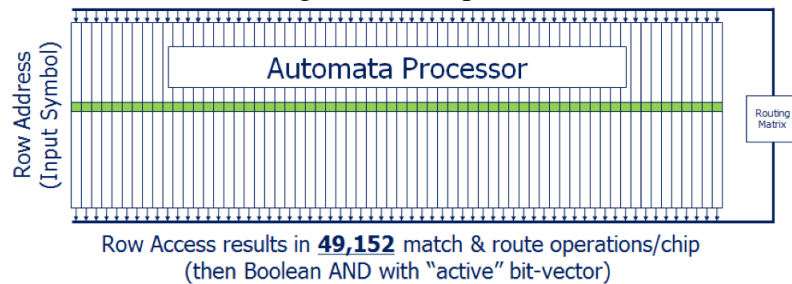 Automata Processor
Row Address
(Input Symbol)
Routing
Matrix
Row Access results in 49,152 match & route operations/chip
(then Boolean AND with “active” bit-vector)